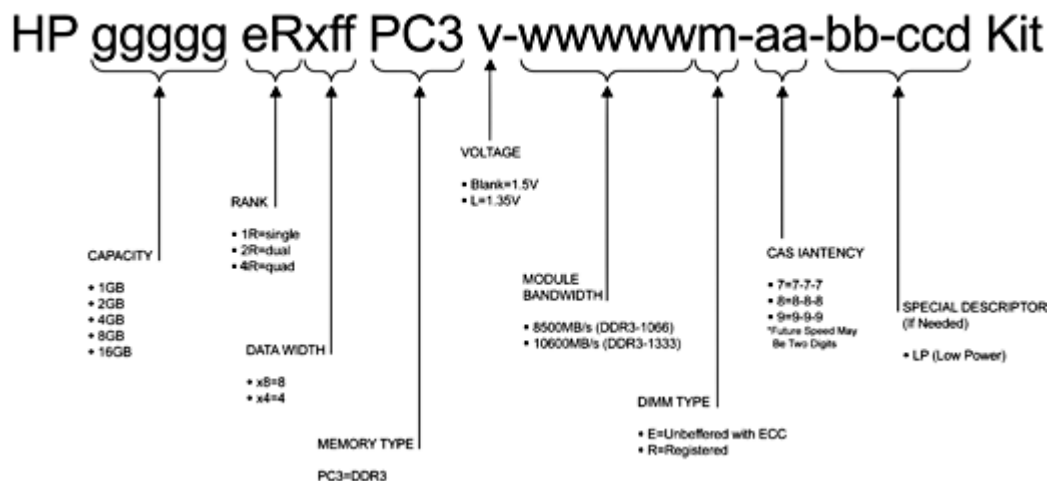 HP ggggg eRxff PC3 v-wwwwwm-aa-bb-ccd Kit
VOLTAGE
• Blank=1.5V
• L=1.35V
RANK
• 1R=single
• 2R=dual
• 4R=quad
CAPACITY
• 1GB
• 2GB
• 4GB
• 8GB
• 16GB
CAS IANTENCY
• 7=7-7-7
• 8=8-8-8
• 9=9-9-9
*Future Speed May
Be Two Digits
MODULE
BANDWIDTH
• 8500MB/s (DDR3-1066)
• 10600MB/s (DDR3-1333)
SPECIAL DESCRIPTOR
(If Needed)
• LP (Low Power)
DATA WIDTH
• x8=8
• x4=4
DIMM TYPE
• E=Unbeffered with ECC
• R=Registered
MEMORY TYPE
PC3=DDR3